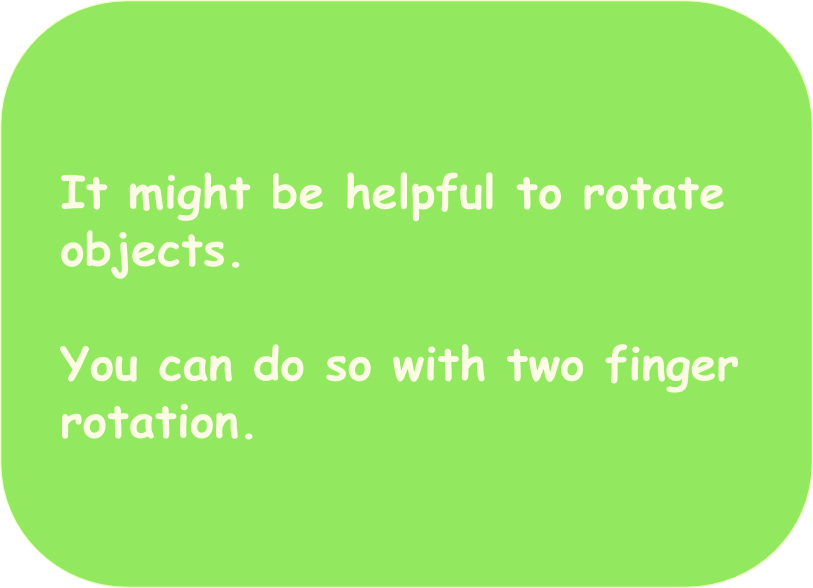 It might be helpful to rotate
objects.
You can do so with two finger
rotation.